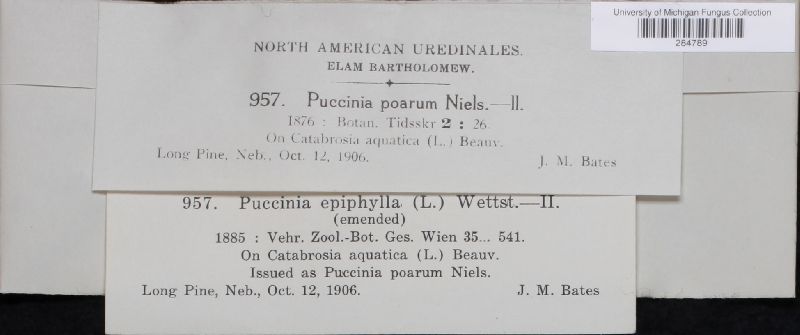 University of Michigan Fungus Collection
284789
NORTH AMERICAN UREDINALES.
ELAM BARTHOLOMEW.
957. Puccinia poarum Niels.—II.
1876 : Botan. Tidsskr 2 : 26.
On Catabrosia aquatica (L.) Beauv.
Long Pine, Neb., Oct. 12, 1906.
J. M. Bates
957. Puccinia epiphylla (L.) Wettst.—II.
(emended)
1885 : Vehr. Zool.-Bot. Ges. Wien 35... 541.
On Catabrosia aquatica (L.) Beauv.
Issued as Puccinia poarum Niels.
Long Pine, Neb., Oct. 12, 1906. J. M. Bates